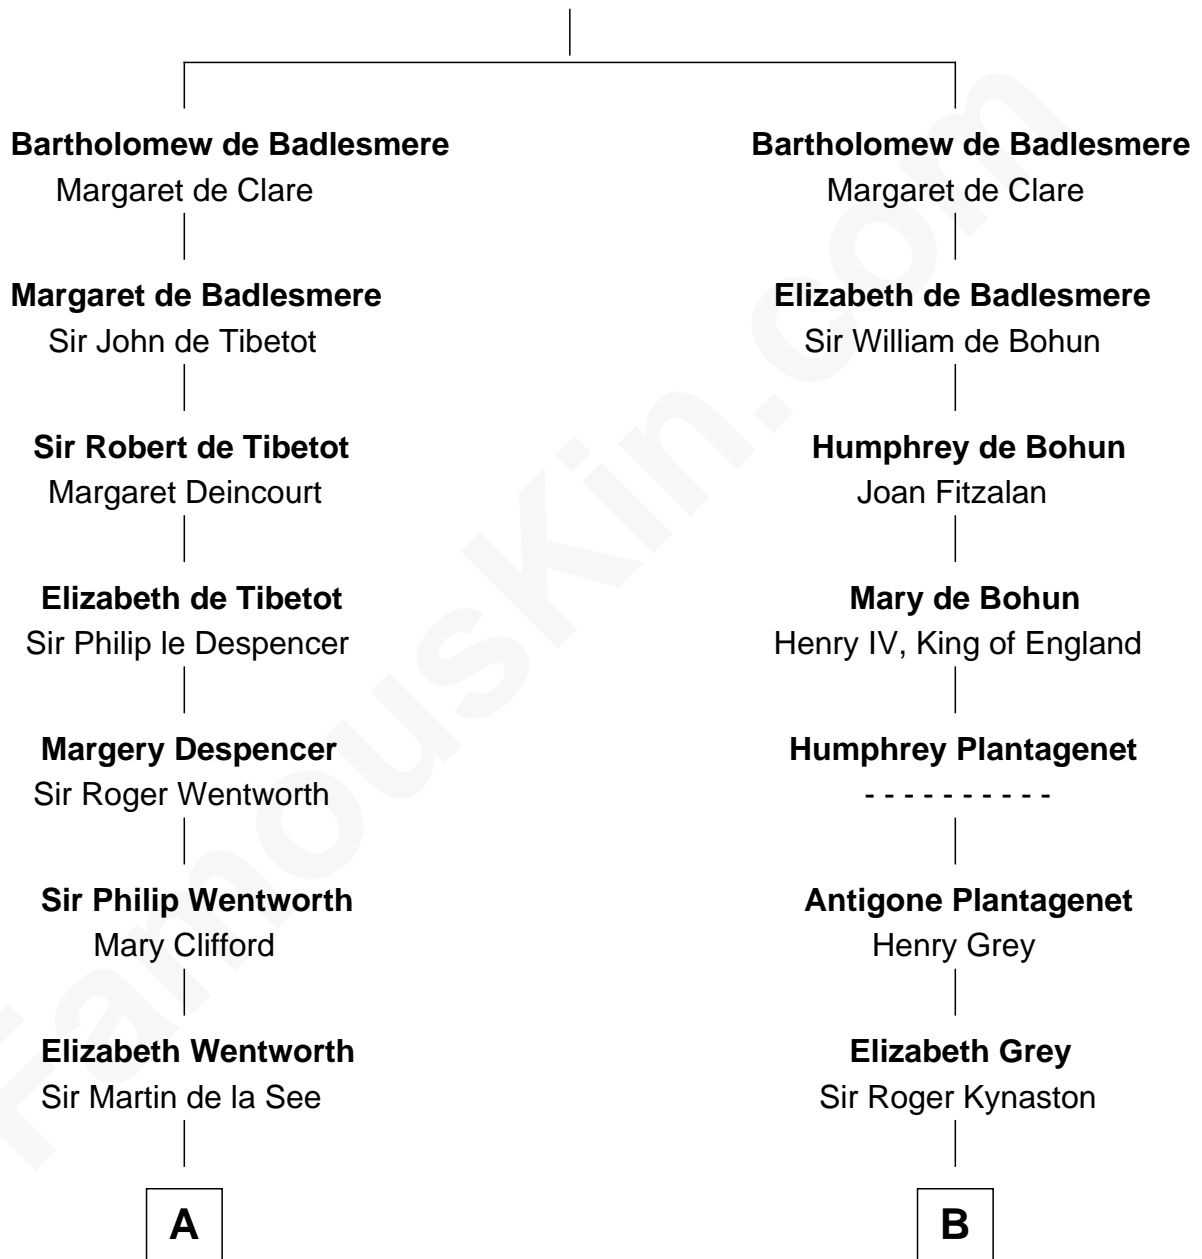 Bartholomew de Badlesmere
Margaret de Clare
Margaret de Badlesmere
Sir John de Tibetot
Sir Robert de Tibetot
Margaret Deincourt
Elizabeth de Tibetot
Sir Philip le Despencer
Margery Despencer
Sir Roger Wentworth
Sir Philip Wentworth
Mary Clifford
Elizabeth Wentworth
Sir Martin de la See
A
Bartholomew de Badlesmere
Margaret de Clare
Elizabeth de Badlesmere
Sir William de Bohun
Humphrey de Bohun
Joan Fitzalan
Mary de Bohun
Henry IV, King of England
Humphrey Plantagenet
- - - - - - - - - -
Antigone Plantagenet
Henry Grey
Elizabeth Grey
Sir Roger Kynaston
B
FamousKin.com